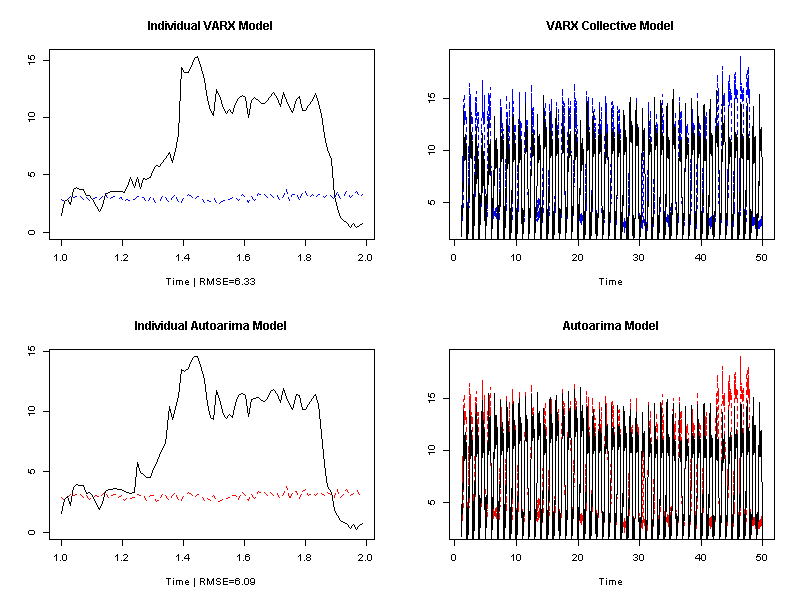 Individual VARX Model
15
10
5
0
1.0 1.2 1.4 1.6 1.8 2.0
Time | RMSE=6.33
VARX Collective Model
15
10
5
0 10 20 30 40 50
Time
Individual Autoarima Model
15
10
5
0
1.0 1.2 1.4 1.6 1.8 2.0
Time | RMSE=6.09
Autoarima Model
15
10
5
0 10 20 30 40 50
Time